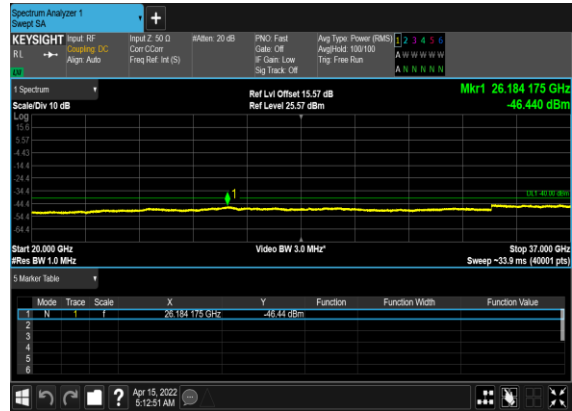 Spectrum Analyzer 1
Swept SA
+
KEYSIGHT Input: RF Input Z: 50 Ω #Atten: 20 dB PNO: Fast Avg Type: Power (RMS) 1 2 3 4 5 6
RL Coupling: DC Corr CCorr Gate: Off Avg|Hold: 100/100 A W W W W W
Align: Auto Freq Ref: Int (S) IF Gain: Low Trig: Free Run
Sig Track: Off A N N N N N
1 Spectrum Ref Lvl Offset 15.57 dB Mkr1 26.184 175 GHz
Scale/Div 10 dB Ref Level 25.57 dBm -46.440 dBm
Log
15.6
5.57
-4.43
-14.4
-24.4
-34.4 1 DL1 -40.00 dBm
-44.4
-54.4
-64.4
Start 20.000 GHz Video BW 3.0 MHz* Stop 37.000 GHz
#Res BW 1.0 MHz Sweep ~33.9 ms (40001 pts)
5 Marker Table
Mode Trace Scale X Y Function Function Width Function Value
1 N 1 f 26.184 175 GHz -46.44 dBm
2
3
4
5
6
? Apr 15, 2022
5:12:51 AM